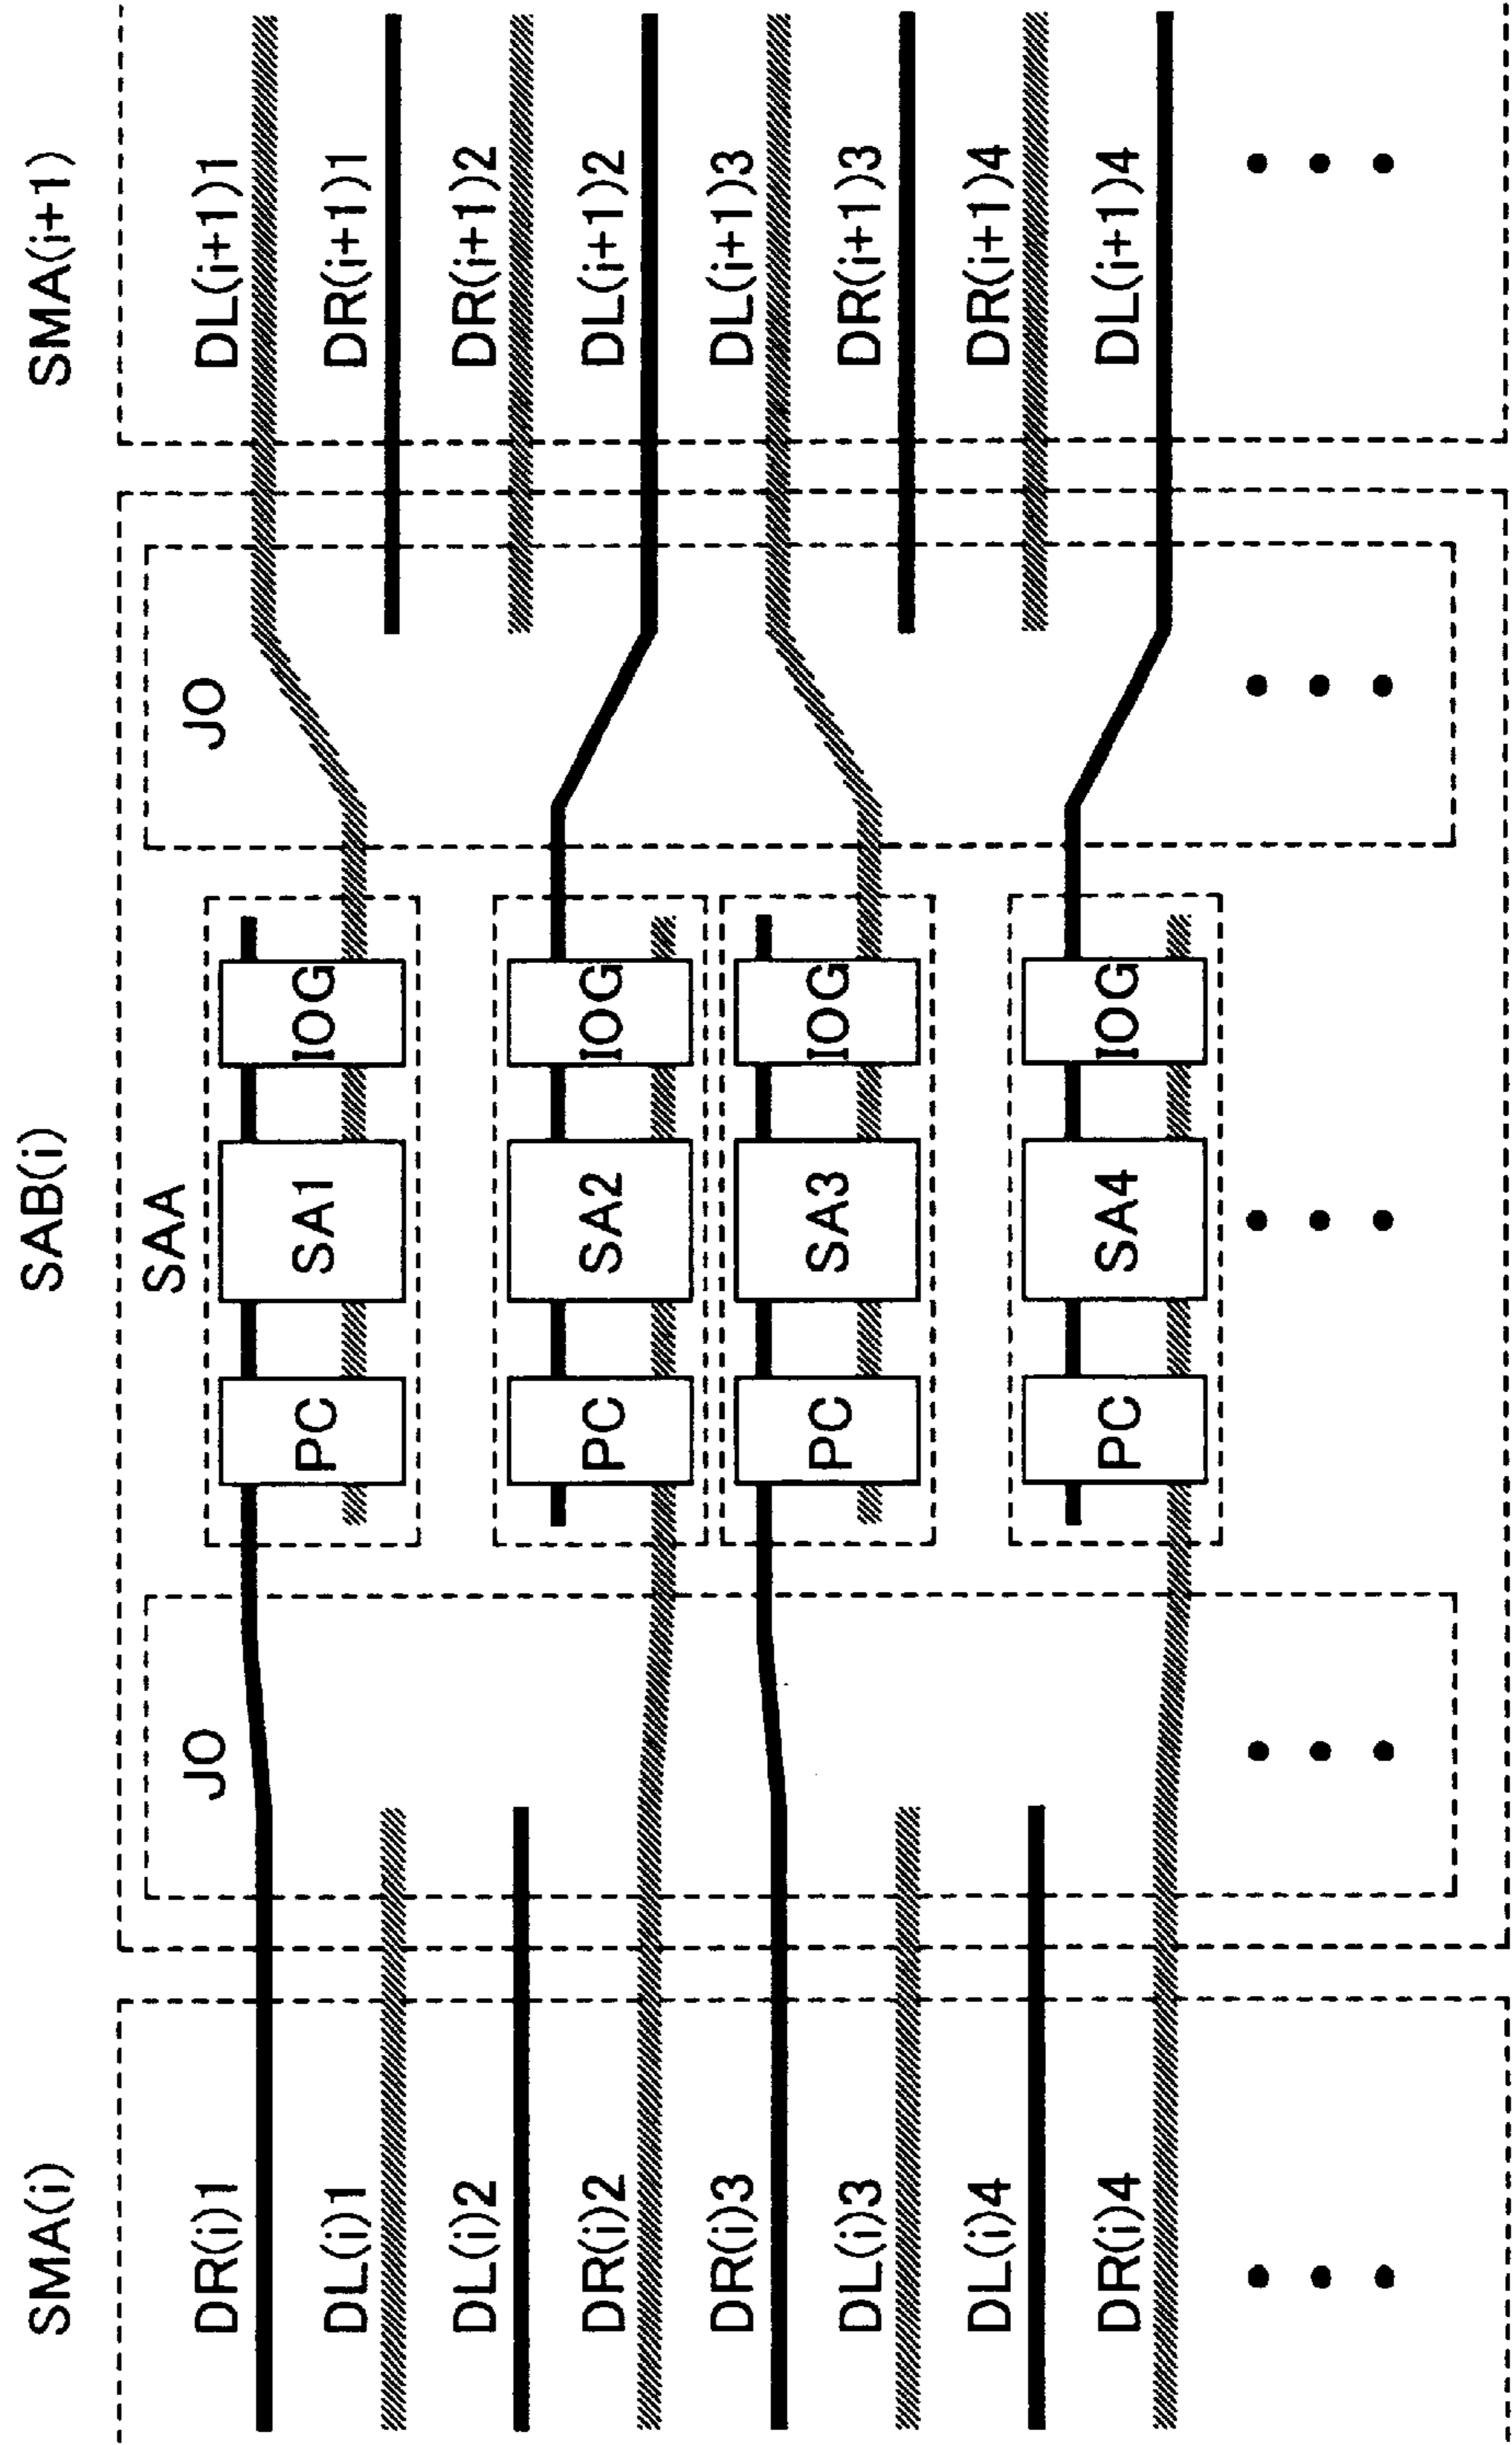 SMA(i)
SAB(i)
SMA(i+1)
SAA
JO
JO
DR(i)1
DL(i)1
DL(i)2
DR(i)2
DR(i)3
DL(i)3
DL(i)4
DR(i)4
PC
SA1
IOG
PC
SA2
IOG
PC
SA3
IOG
PC
SA4
IOG
DL(i+1)1
DR(i+1)1
DR(i+1)2
DL(i+1)2
DL(i+1)3
DR(i+1)3
DR(i+1)4
DL(i+1)4